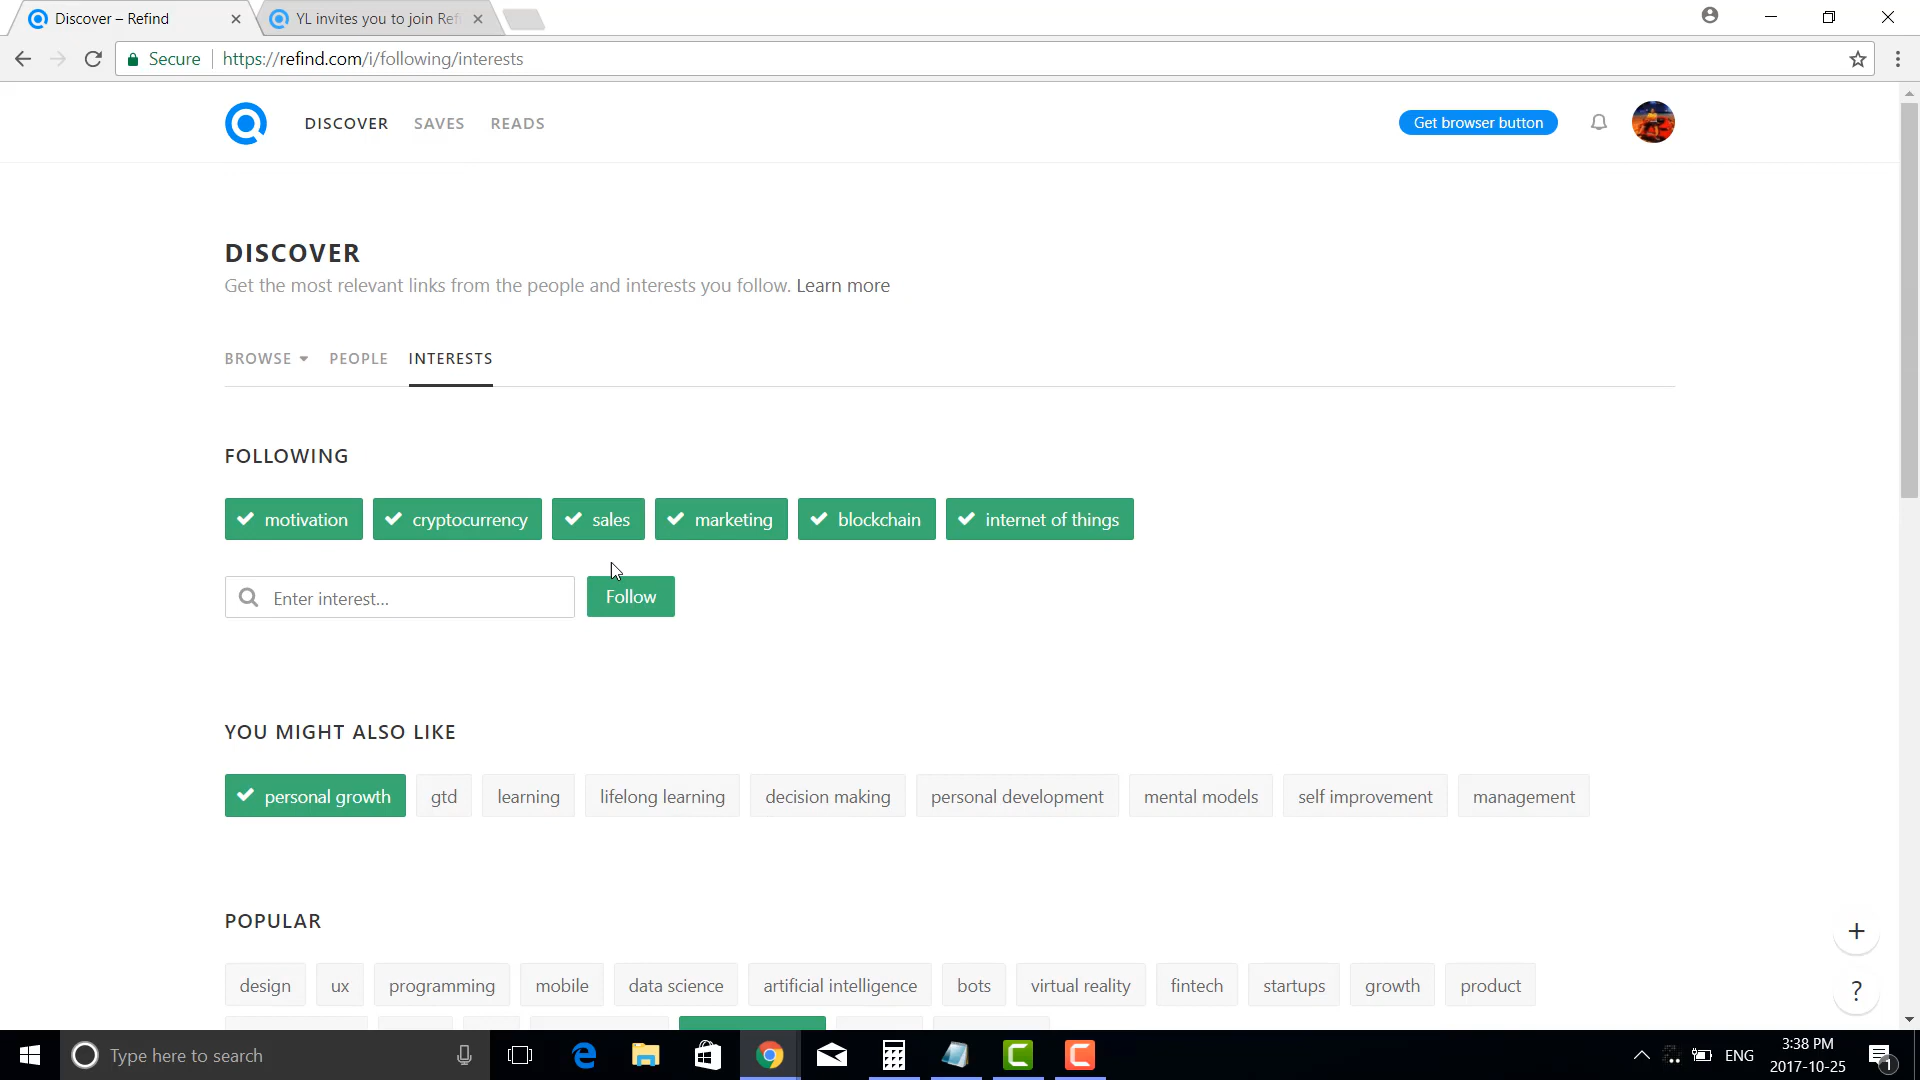 Discover – Refind
YL invites you to join Ref
Secure
https://refind.com/i/following/interests
DISCOVER
SAVES
READS
Get browser button
DISCOVER
Get the most relevant links from the people and interests you follow. Learn more
BROWSE
PEOPLE
INTERESTS
FOLLOWING
motivation
cryptocurrency
sales
marketing
blockchain
internet of things
Enter interest...
Follow
YOU MIGHT ALSO LIKE
personal growth
gtd
learning
lifelong learning
decision making
personal development
mental models
self improvement
management
POPULAR
design
ux
programming
mobile
data science
artificial intelligence
bots
virtual reality
fintech
startups
growth
product
+
?
Type here to search
ENG
3:38 PM
2017-10-25
1